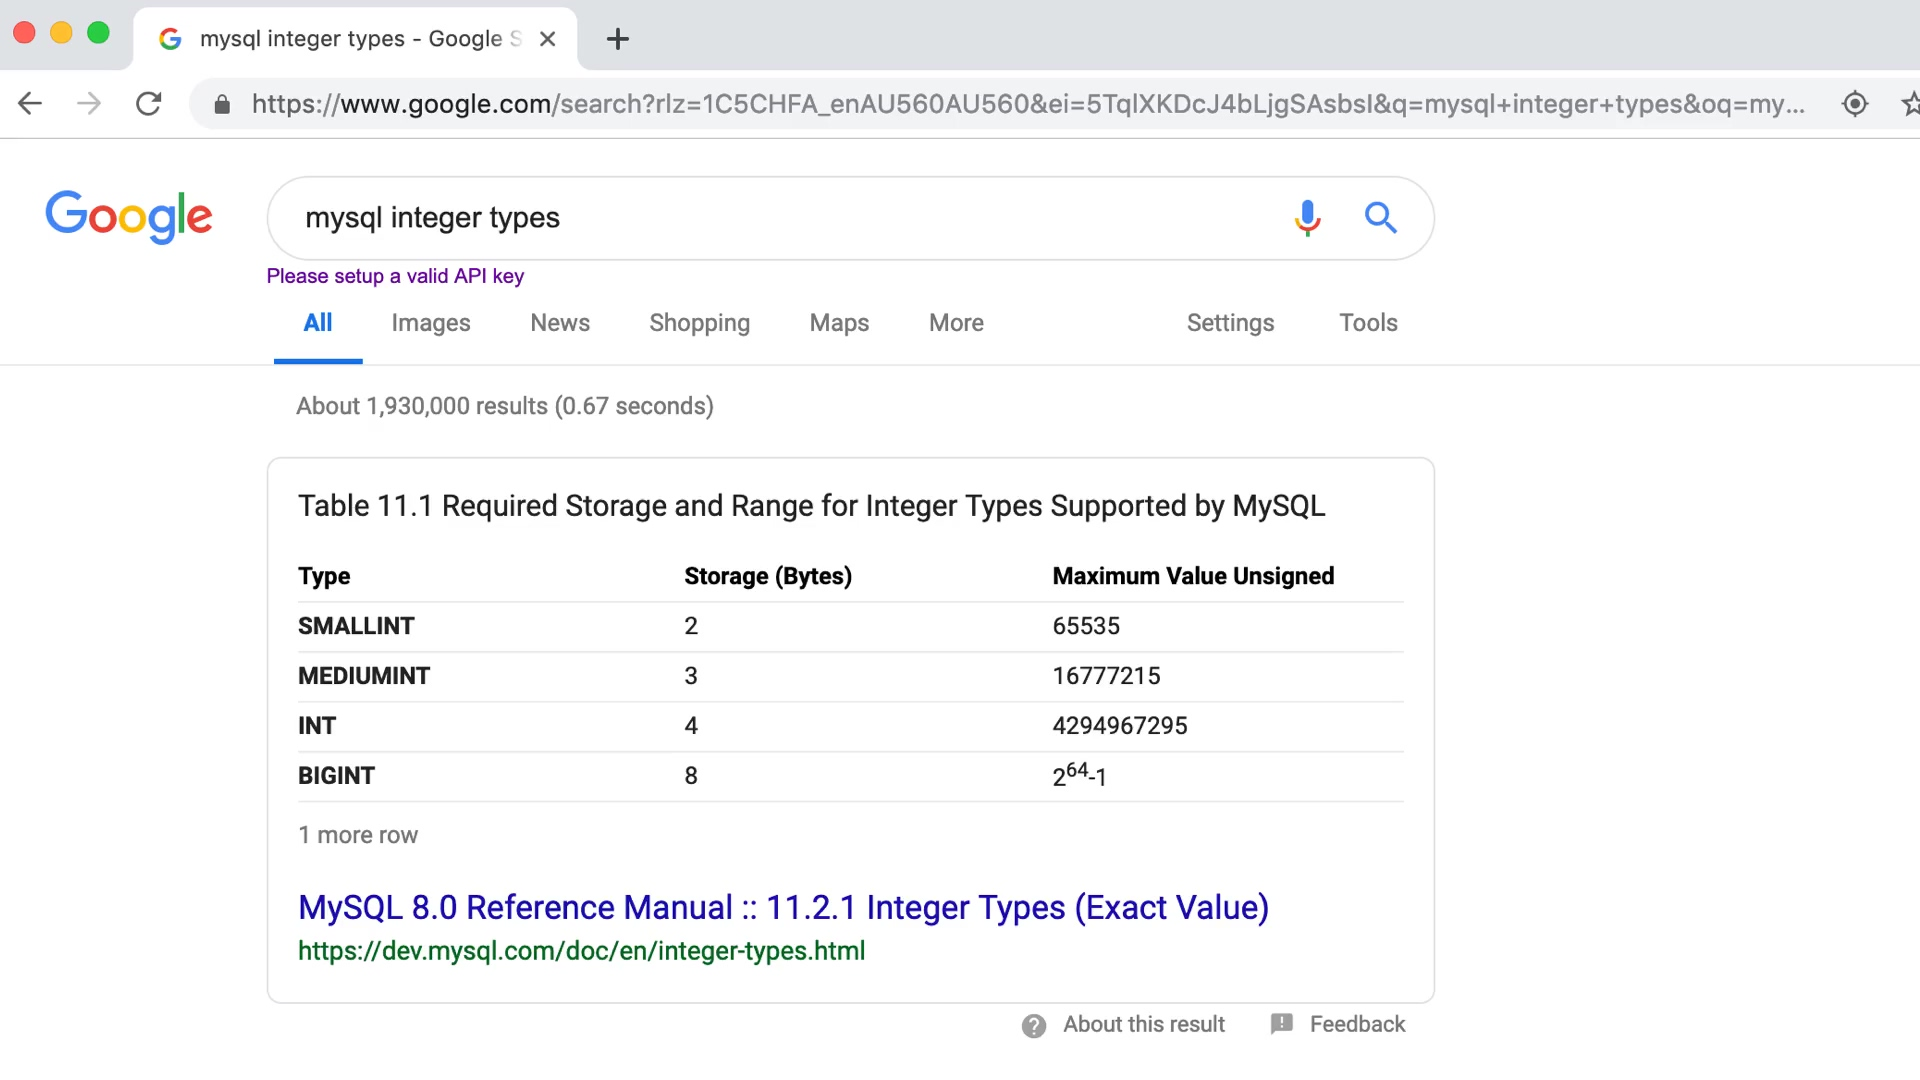 mysql integer types - Google S
https://www.google.com/search?rlz=1C5CHFA_enAU560AU560&ei=5TqlXKDcJ4bLjgSAsbsI&q=mysql+integer+types&oq=my...
Google
mysql integer types
Please setup a valid API key
All Images News Shopping Maps More Settings Tools
About 1,930,000 results (0.67 seconds)
Table 11.1 Required Storage and Range for Integer Types Supported by MySQL
Type Storage (Bytes) Maximum Value Unsigned
SMALLINT 2 65535
MEDIUMINT 3 16777215
INT 4 4294967295
BIGINT 8 2⁶⁴-1
1 more row
MySQL 8.0 Reference Manual :: 11.2.1 Integer Types (Exact Value)
https://dev.mysql.com/doc/en/integer-types.html
About this result Feedback